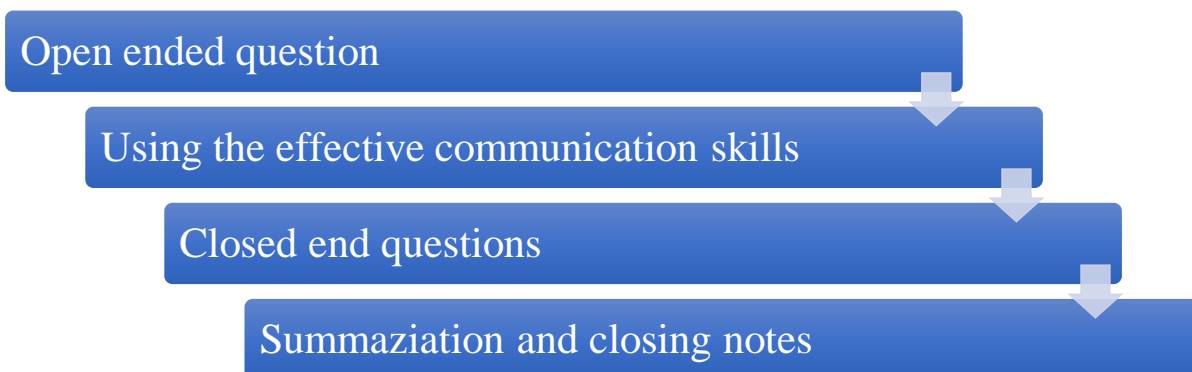 Open ended question
Using the effective communication skills
Closed end questions
Summaziation and closing notes